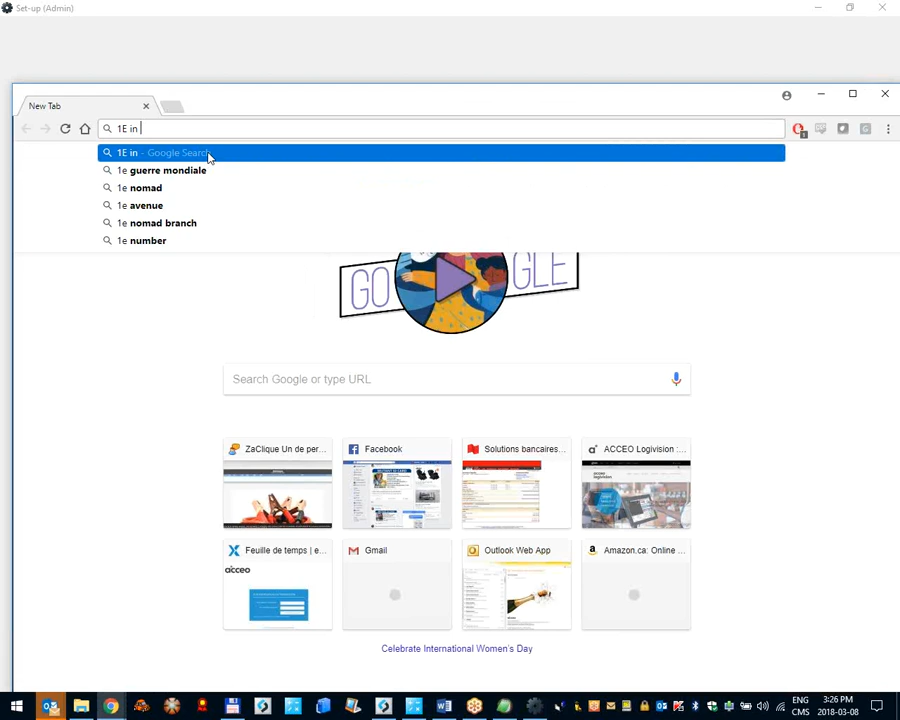 Set-up (Admin)
New Tab
1E in
1E in - Google Search
1e guerre mondiale
1e nomad
1e avenue
1e nomad branch
1e number
GO GLE
Search Google or type URL
ZaClique Un de per...
Facebook
Solutions bancaires...
ACCEO Logivision :...
Feuille de temps | e...
Gmail
Outlook Web App
Amazon.ca: Online ...
acceo
Celebrate International Women's Day
ENG
3:26 PM
CMS
2018-03-08